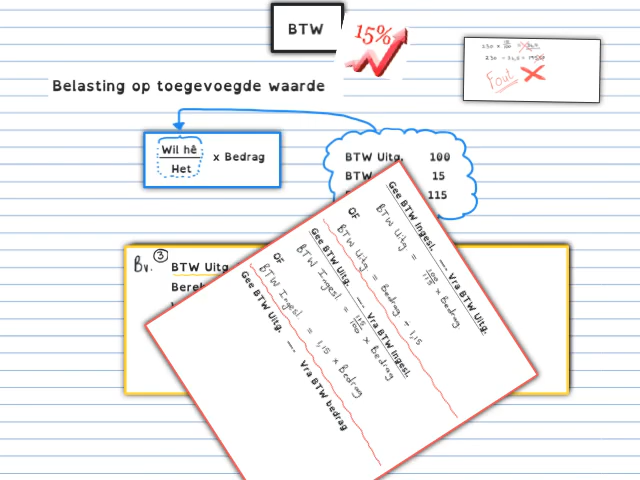 BTW
15%
Belasting op toegevoegde waarde
230 × 15/100
Fout
Wil hê
Het
x Bedrag
BTW Uitg. 100
BTW 15
115
Bv. ③
BTW Uitg
Bere
Gee BTW Ingesl. — Vra BTW Uitg.
BTW Uitg = 100/115 × Bedrag
OF
BTW Uitg = Bedrag ÷ 1,15
Gee BTW Uitg. — Vra BTW Ingesl.
BTW Ingesl = 115/100 × Bedrag
OF
BTW Ingesl = 1,15 × Bedrag
Gee BTW Uitg. — Vra BTW bedrag